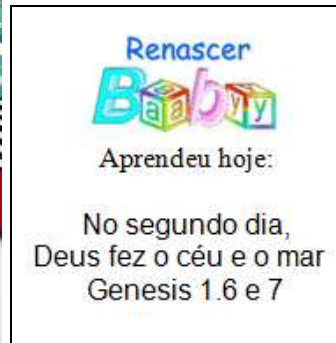 Renascer
Baby
Aprendeu hoje:
No segundo dia,
Deus fez o céu e o mar
Genesis 1.6 e 7